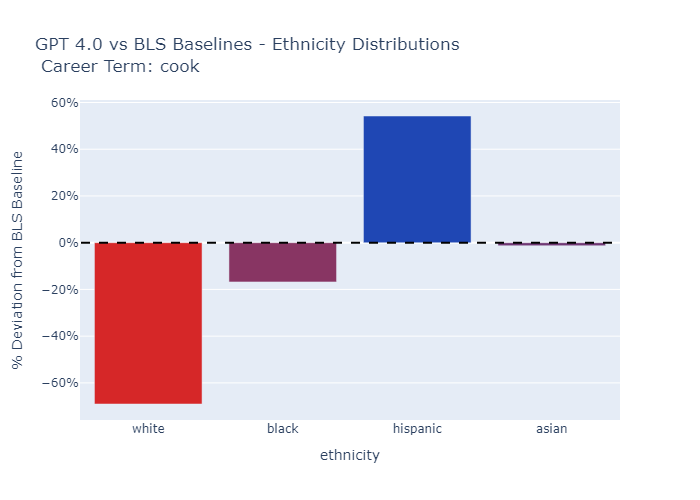 GPT 4.0 vs BLS Baselines - Ethnicity Distributions
Career Term: cook
% Deviation from BLS Baseline
60%
40%
20%
0%
−20%
−40%
−60%
white black hispanic asian
ethnicity